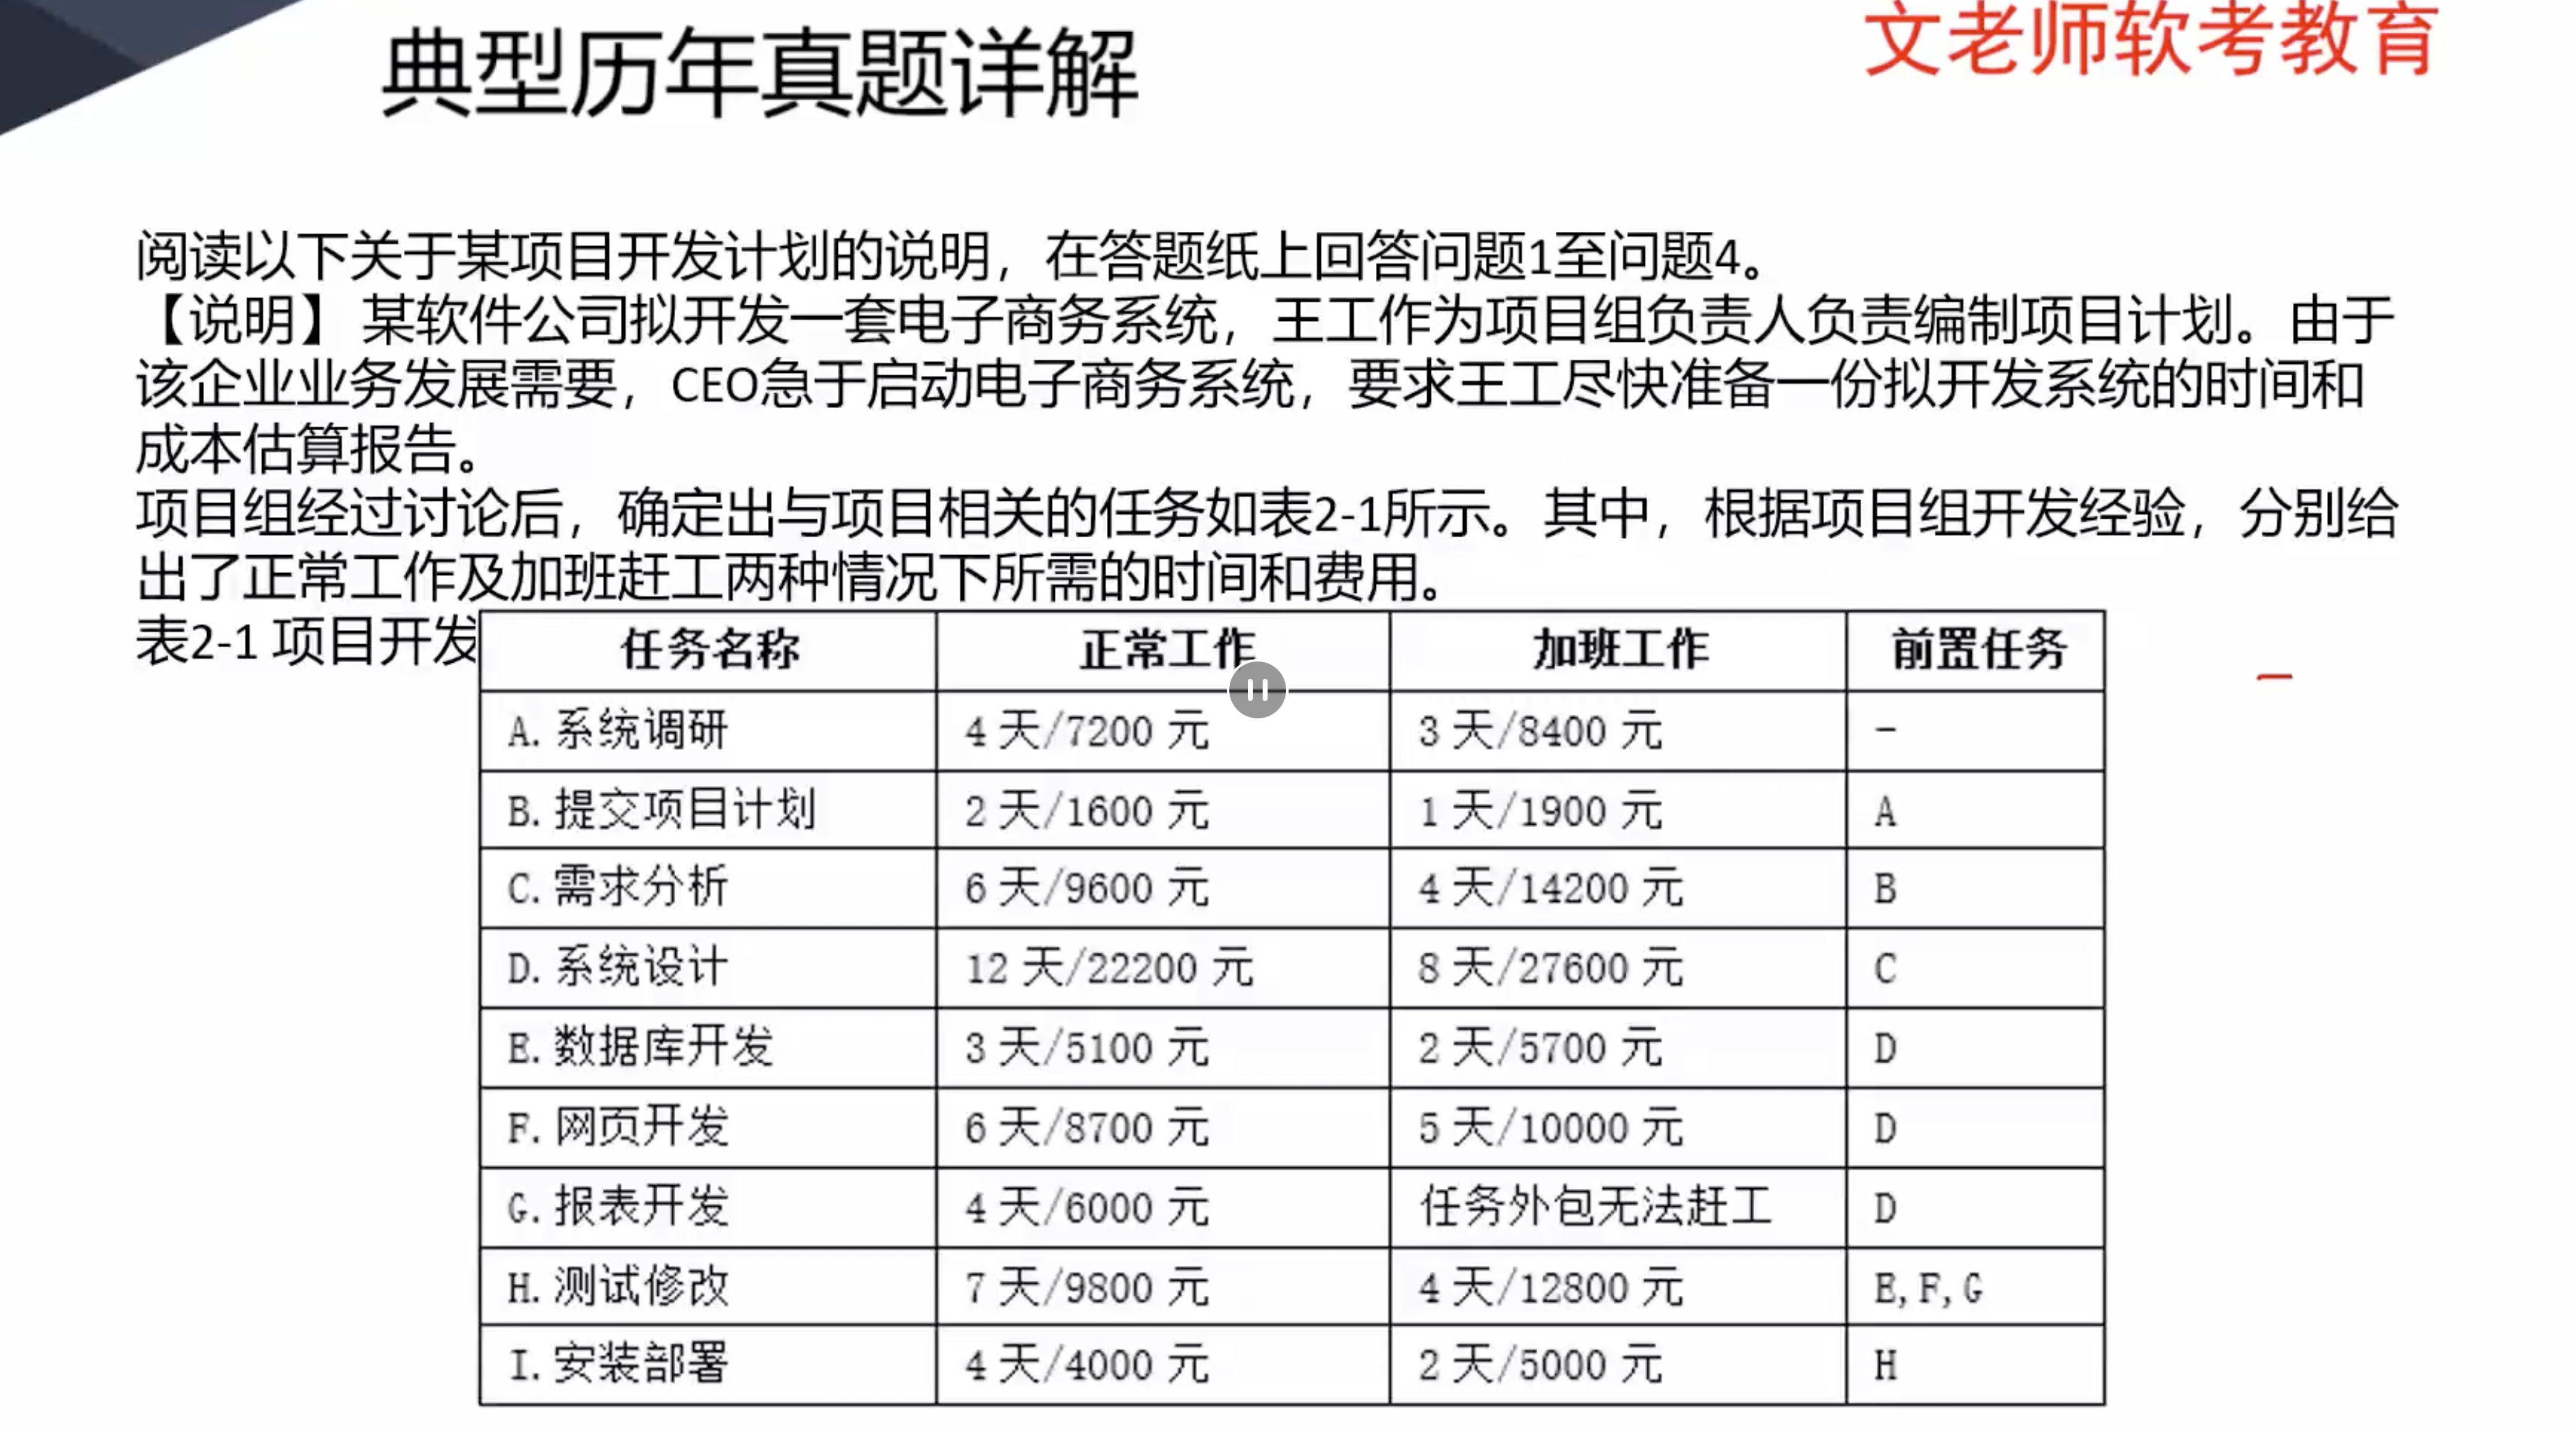 典型历年真题详解
文老师软考教育
阅读以下关于某项目开发计划的说明，在答题纸上回答问题1至问题4。
【说明】 某软件公司拟开发一套电子商务系统，王工作为项目组负责人负责编制项目计划。由于
该企业业务发展需要，CEO急于启动电子商务系统，要求王工尽快准备一份拟开发系统的时间和
成本估算报告。
项目组经过讨论后，确定出与项目相关的任务如表2-1所示。其中，根据项目组开发经验，分别给
出了正常工作及加班赶工两种情况下所需的时间和费用。
表2-1 项目开发
任务名称 正常工作 加班工作 前置任务
A. 系统调研 4 天/7200 元 3 天/8400 元 -
B. 提交项目计划 2 天/1600 元 1 天/1900 元 A
C. 需求分析 6 天/9600 元 4 天/14200 元 B
D. 系统设计 12 天/22200 元 8 天/27600 元 C
E. 数据库开发 3 天/5100 元 2 天/5700 元 D
F. 网页开发 6 天/8700 元 5 天/10000 元 D
G. 报表开发 4 天/6000 元 任务外包无法赶工 D
H. 测试修改 7 天/9800 元 4 天/12800 元 E,F,G
I. 安装部署 4 天/4000 元 2 天/5000 元 H